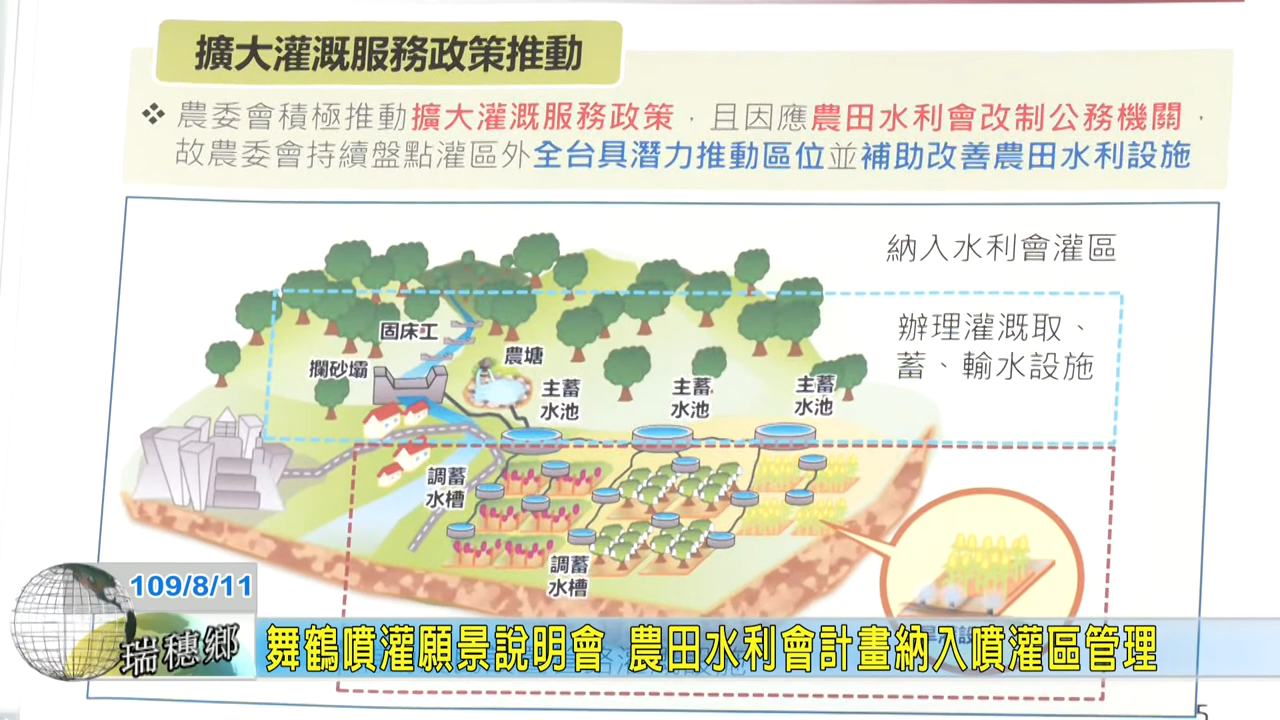 擴大灌溉服務政策推動
❖ 農委會積極推動擴大灌溉服務政策，且因應農田水利會改制公務機關，
故農委會持續盤點灌區外全台具潛力推動區位並補助改善農田水利設施
納入水利會灌區
辦理灌溉取、
蓄、輸水設施
固床工
攔砂壩
農塘
主蓄
水池
主蓄
水池
主蓄
水池
調蓄
水槽
調蓄
水槽
109/8/11
瑞穗鄉
舞鶴噴灌願景說明會 農田水利會計畫納入噴灌區管理
5